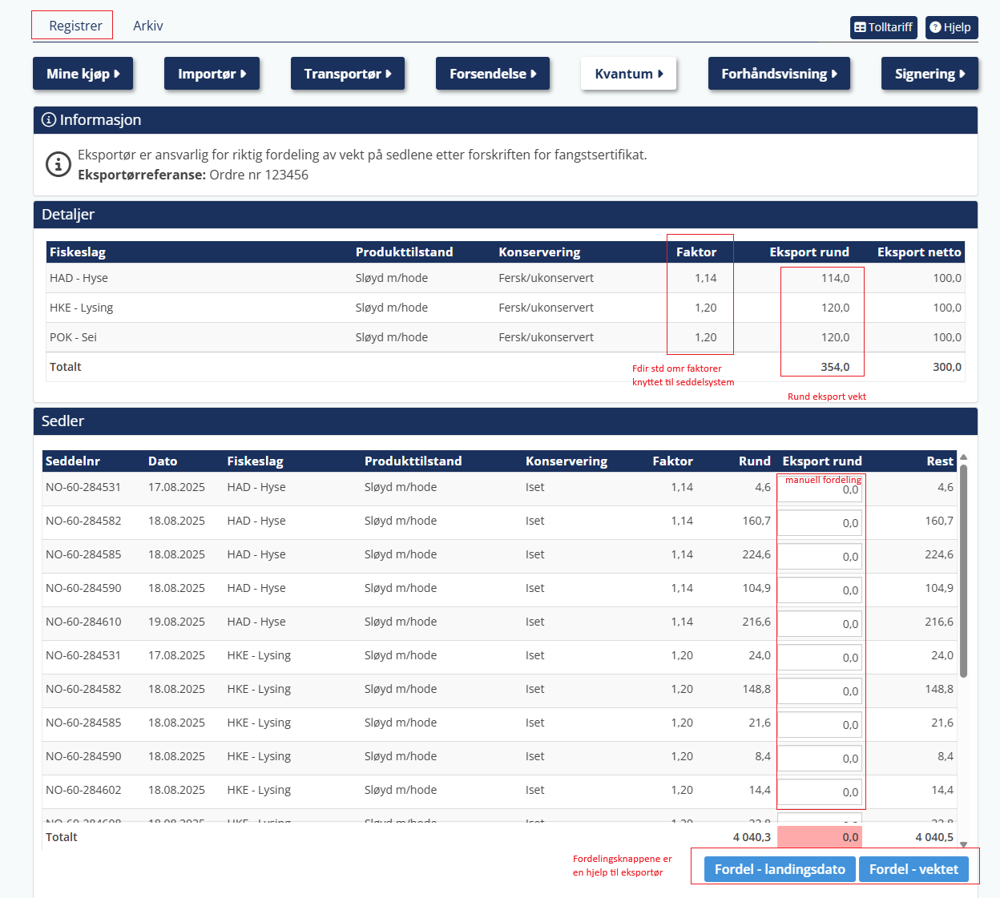 Registrer Arkiv Tolltariff Hjelp
Mine kjøp Importør Transportør Forsendelse Kvantum Forhåndsvisning Signering
Informasjon
Eksportør er ansvarlig for riktig fordeling av vekt på sedlene etter forskriften for fangstsertifikat.
Eksportørreferanse: Ordre nr 123456
Detaljer
Fiskeslag Produkttilstand Konservering Faktor Eksport rund Eksport netto
HAD - Hyse Sløyd m/hode Fersk/ukonservert 1,14 114,0 100,0
HKE - Lysing Sløyd m/hode Fersk/ukonservert 1,20 120,0 100,0
POK - Sei Sløyd m/hode Fersk/ukonservert 1,20 120,0 100,0
Totalt 354,0 300,0
Fdir std omr faktorer
knyttet til seddelsystem
Rund eksport vekt
Sedler
Seddelnr Dato Fiskeslag Produkttilstand Konservering Faktor Rund Eksport rund Rest
manuell fordeling
NO-60-284531 17.08.2025 HAD - Hyse Sløyd m/hode Iset 1,14 4,6 0,0 4,6
NO-60-284582 18.08.2025 HAD - Hyse Sløyd m/hode Iset 1,14 160,7 0,0 160,7
NO-60-284585 18.08.2025 HAD - Hyse Sløyd m/hode Iset 1,14 224,6 0,0 224,6
NO-60-284590 18.08.2025 HAD - Hyse Sløyd m/hode Iset 1,14 104,9 0,0 104,9
NO-60-284610 19.08.2025 HAD - Hyse Sløyd m/hode Iset 1,14 216,6 0,0 216,6
NO-60-284531 17.08.2025 HKE - Lysing Sløyd m/hode Iset 1,20 24,0 0,0 24,0
NO-60-284582 18.08.2025 HKE - Lysing Sløyd m/hode Iset 1,20 148,8 0,0 148,8
NO-60-284585 18.08.2025 HKE - Lysing Sløyd m/hode Iset 1,20 21,6 0,0 21,6
NO-60-284590 18.08.2025 HKE - Lysing Sløyd m/hode Iset 1,20 8,4 0,0 8,4
NO-60-284602 18.08.2025 HKE - Lysing Sløyd m/hode Iset 1,20 14,4 0,0 14,4
Totalt 4 040,3 0,0 4 040,5
Fordelingsknappene er
en hjelp til eksportør
Fordel - landingsdato Fordel - vektet